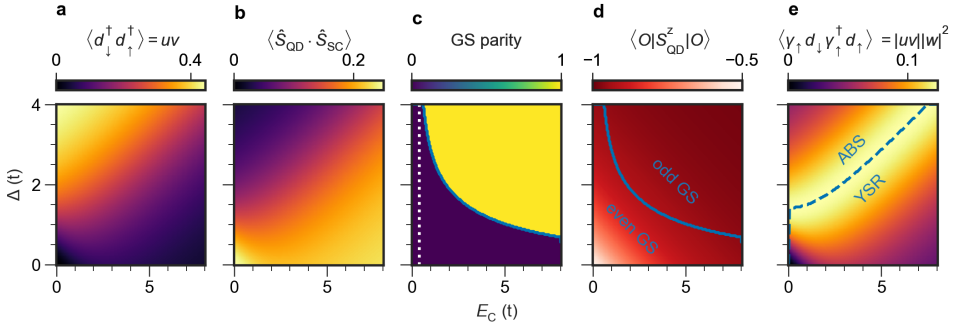 a
⟨d†↓ d†↑⟩ = uv
0 0.4
b
⟨ŜQD · ŜSC⟩
0 0.2
c
GS parity
0 1
d
⟨O|SᶻQD|O⟩
−1 −0.5
e
⟨γ↑ d↓ γ†↑ d↑⟩ = |uv||w|²
0 0.1
Δ (t)
4
2
0
odd GS
even GS
ABS
YSR
0 5
0 5
0 5
0 5
0 5
EC (t)